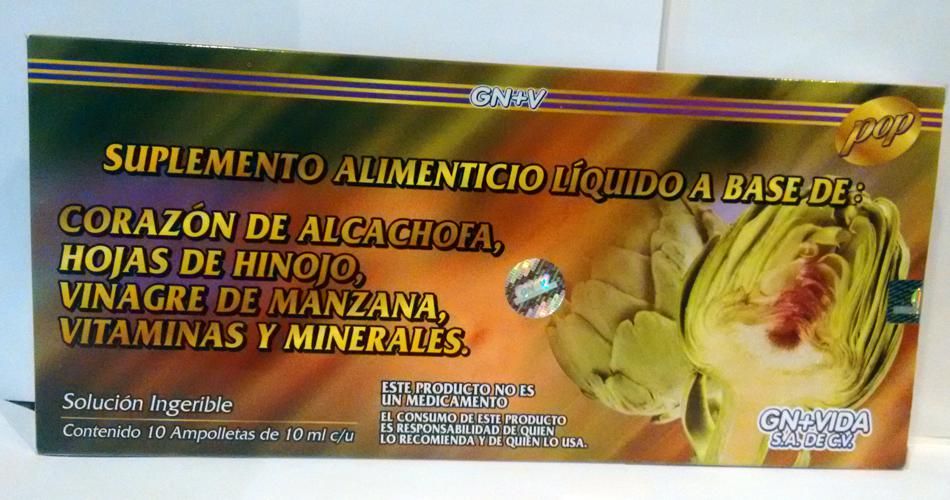 GN+V
pop
SUPLEMENTO ALIMENTICIO LÍQUIDO A BASE DE:
CORAZÓN DE ALCACHOFA,
HOJAS DE HINOJO,
VINAGRE DE MANZANA,
VITAMINAS Y MINERALES.
Solución Ingerible
Contenido 10 Ampolletas de 10 ml c/u
ESTE PRODUCTO NO ES
UN MEDICAMENTO
EL CONSUMO DE ESTE PRODUCTO
ES RESPONSABILIDAD DE QUIEN
LO RECOMIENDA Y DE QUIEN LO USA.
GN+VIDA
S.A. DE C.V.